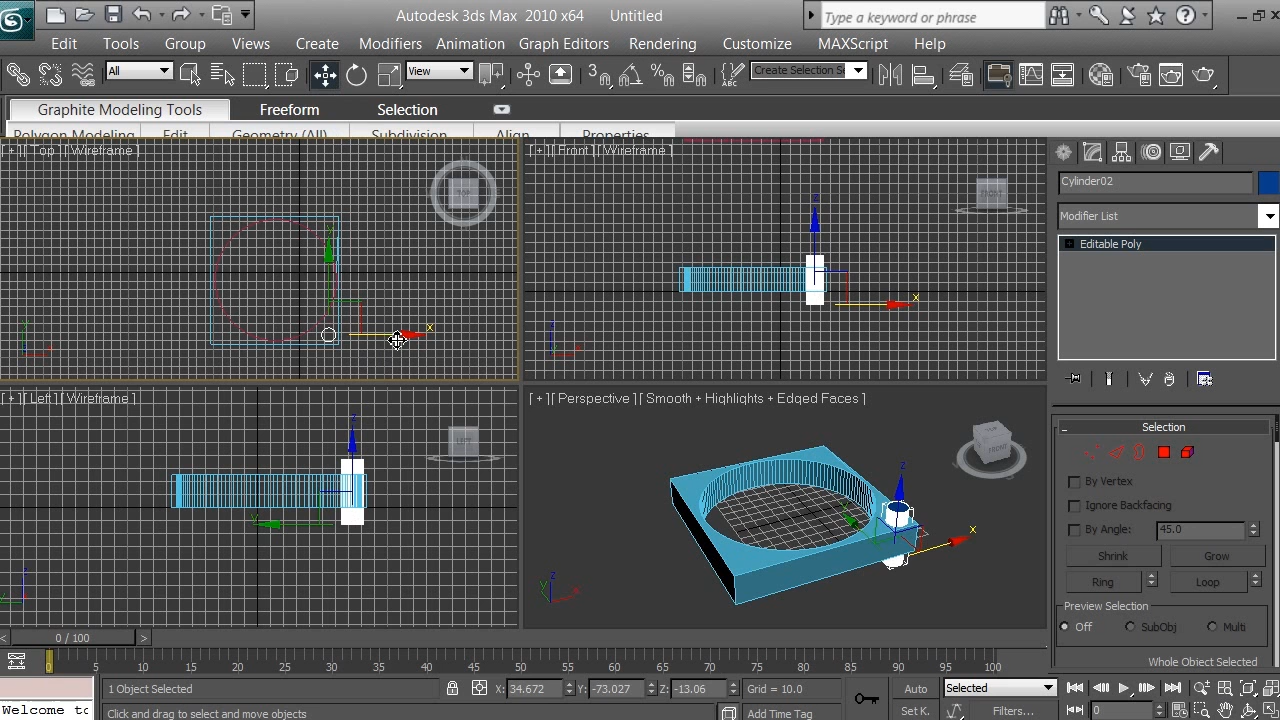 Autodesk 3ds Max 2010 x64 Untitled
Type a keyword or phrase
Edit Tools Group Views Create Modifiers Animation Graph Editors Rendering Customize MAXScript Help
All View Create Selection Se
Graphite Modeling Tools Freeform Selection
Polygon Modeling Edit Geometry (All) Subdivision Align Properties
[ + ] [ Top ] [ Wireframe ]
TOP
[ + ] [ Front ] [ Wireframe ]
FRONT
Cylinder02
Modifier List
Editable Poly
[ + ] [ Left ] [ Wireframe ]
LEFT
[ + ] [ Perspective ] [ Smooth + Highlights + Edged Faces ]
FRONT
Selection
By Vertex
Ignore Backfacing
By Angle: 45.0
Shrink Grow
Ring Loop
Preview Selection
Off SubObj Multi
Whole Object Selected
< 0 / 100 >
0 5 10 15 20 25 30 35 40 45 50 55 60 65 70 75 80 85 90 95 100
1 Object Selected X: 34.672 Y: -73.027 Z: -13.06 Grid = 10.0 Auto Selected
Welcome to Click and drag to select and move objects Add Time Tag Set K. Filters... 0